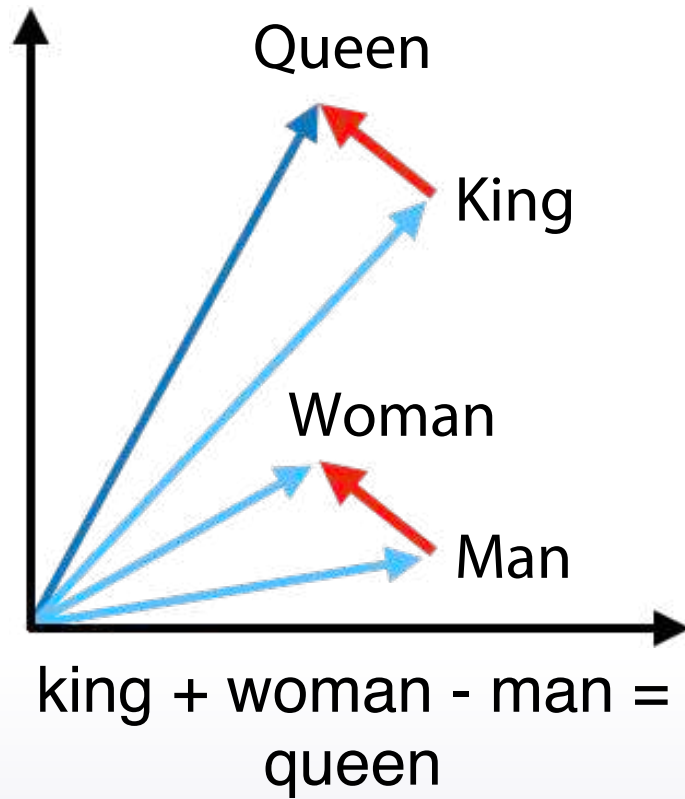 Queen
King
Woman
Man
king + woman - man =
queen